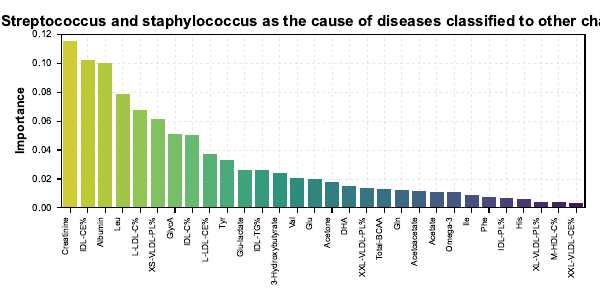 Streptococcus and staphylococcus as the cause of diseases classified to other cha
Importance
0.12
0.10
0.08
0.06
0.04
0.02
0.00
Creatinine
IDL-CE%
Albumin
Leu
L-LDL-C%
XS-VLDL-PL%
GlycA
IDL-C%
L-LDL-CE%
Tyr
Glu-lactate
IDL-TG%
3-Hydroxybutyrate
Val
Glu
Acetone
DHA
XXL-VLDL-PL%
Total-BCAA
Gln
Acetoacetate
Acetate
Omega-3
Ile
Phe
IDL-PL%
His
XL-VLDL-PL%
M-HDL-C%
XXL-VLDL-CE%